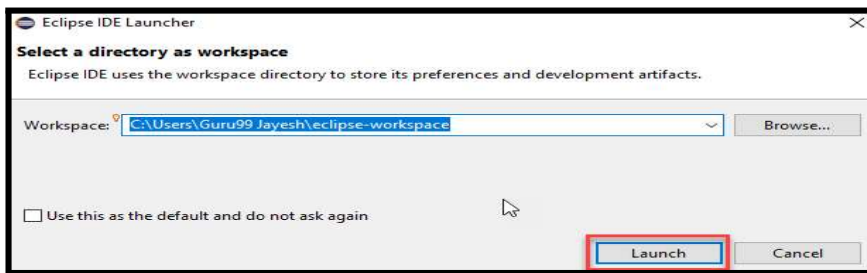 Eclipse IDE Launcher
Select a directory as workspace
Eclipse IDE uses the workspace directory to store its preferences and development artifacts.
Workspace: C:\Users\Guru99 Jayesh\eclipse-workspace Browse...
Use this as the default and do not ask again
Launch Cancel